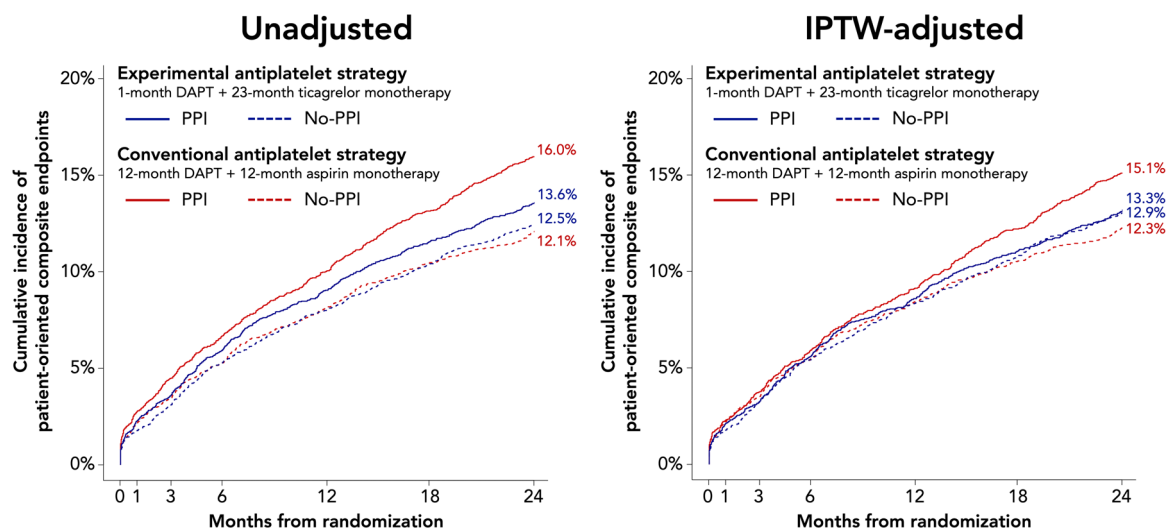 Unadjusted
Cumulative incidence of
patient-oriented composite endpoints
20%
15%
10%
5%
0%
Experimental antiplatelet strategy
1-month DAPT + 23-month ticagrelor monotherapy
PPI No-PPI
Conventional antiplatelet strategy
12-month DAPT + 12-month aspirin monotherapy
PPI No-PPI
16.0%
13.6%
12.5%
12.1%
0 1 3 6 12 18 24
Months from randomization
IPTW-adjusted
Cumulative incidence of
patient-oriented composite endpoints
20%
15%
10%
5%
0%
Experimental antiplatelet strategy
1-month DAPT + 23-month ticagrelor monotherapy
PPI No-PPI
Conventional antiplatelet strategy
12-month DAPT + 12-month aspirin monotherapy
PPI No-PPI
15.1%
13.3%
12.9%
12.3%
0 1 3 6 12 18 24
Months from randomization